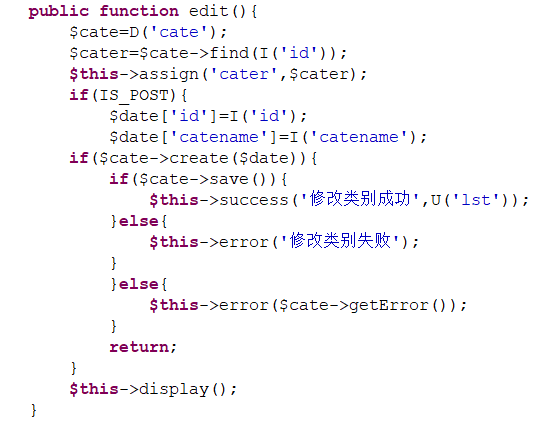 public function edit(){
$cate=D('cate');
$cater=$cate->find(I('id'));
$this->assign('cater',$cater);
if(IS_POST){
$date['id']=I('id');
$date['catename']=I('catename');
if($cate->create($date)){
if($cate->save()){
$this->success('修改类别成功',U('lst'));
}else{
$this->error('修改类别失败');
}
}else{
$this->error($cate->getError());
}
return;
}
$this->display();
}